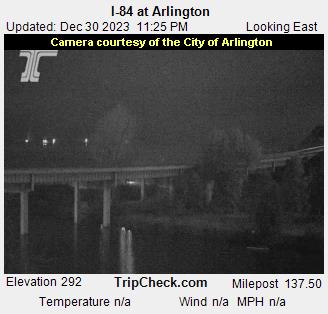 I-84 at Arlington
Updated: Dec 30 2023 11:25 PM Looking East
Camera courtesy of the City of Arlington
Elevation 292 TripCheck.com Milepost 137.50
Temperature n/a Wind n/a MPH n/a